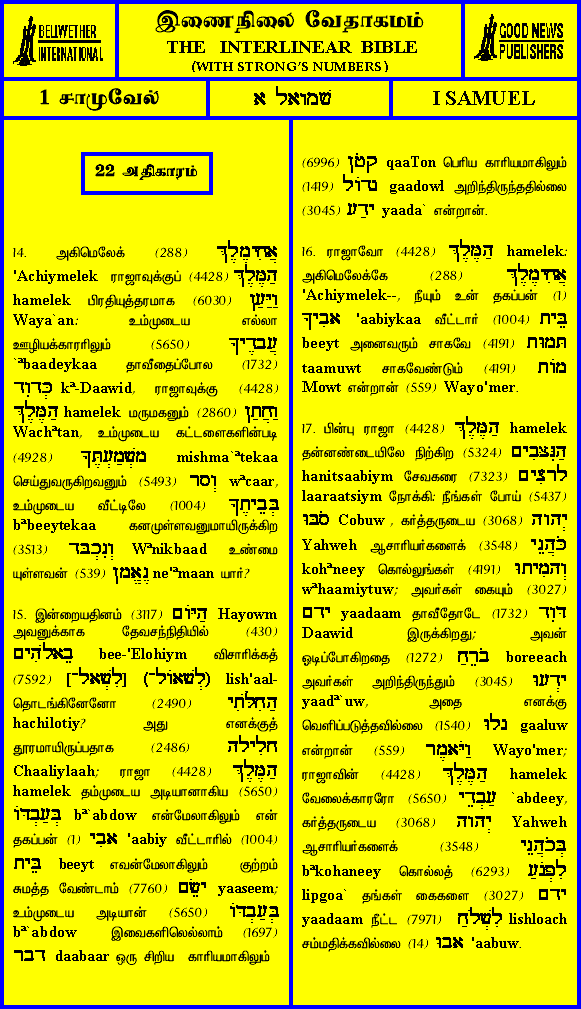 BELLWETHER
INTERNATIONAL
இணைநிலை வேதாகமம்
THE INTERLINEAR BIBLE
(WITH STRONG'S NUMBERS)
GOOD NEWS
PUBLISHERS
1 சாமுவேல்
שמואל א
I SAMUEL
22 அதிகாரம்
14. அகிமெலேக் (288) אֲחִימֶלֶךְ
'Achiymelek ராஜாவுக்குப் (4428) הַמֶּלֶךְ
hamelek பிரதியுத்தரமாக (6030) וַיַּעַן
Waya`an: உம்முடைய எல்லா
ஊழியக்காரரிலும் (5650) עֲבָדֶיךָ
`ªbaadeykaa தாவீதைப்போல (1732)
כְּדָוִד kª-Daawid, ராஜாவுக்கு (4428)
הַמֶּלֶךְ hamelek மருமகனும் (2860) וַחֲתַן
Wachªtan, உம்முடைய கட்டளைகளின்படி
(4928) מִשְׁמַעְתֶּךָ mishma`ªtekaa
செய்துவருகிறவனும் (5493) וְסָר wªcaar,
உம்முடைய வீட்டிலே (1004) בְּבֵיתֶךָ
bªbeeytekaa கனமுள்ளவனுமாயிருக்கிற
(3513) וְנִכְבָּד Wªnikbaad உண்மை
யுள்ளவன் (539) נֶאֱמָן ne'ªmaan யார்?
15. இன்றையதினம் (3117) הַיּוֹם Hayowm
அவனுக்காக தேவசந்நிதியில் (430)
בֵאלֹהִים bee-'Elohiym விசாரிக்கத்
(7592) [לִשְׁאָל־] (לִשְׁאוֹל־) lish'aal-
தொடங்கினேனோ (2490) הַחִלֹּתִי
hachilotiy? அது எனக்குத்
தூரமாயிருப்பதாக (2486) חָלִילָה
Chaaliylaah; ராஜா (4428) הַמֶּלֶךְ
hamelek தம்முடைய அடியானாகிய (5650)
בְּעַבְדּוֹ bª`abdow என்மேலாகிலும் என்
தகப்பன் (1) אָבִי 'aabiy வீட்டாரில் (1004)
בֵּית beeyt எவன்மேலாகிலும் குற்றம்
சுமத்த வேண்டாம் (7760) יָשֵׂם yaaseem;
உம்முடைய அடியான் (5650) בְּעַבְדּוֹ
bª`abdow இவைகளிலெல்லாம் (1697)
דבר daabaar ஒரு சிறிய காரியமாகிலும்
(6996) קָטֹן qaaTon பெரிய காரியமாகிலும்
(1419) גָדוֹל gaadowl அறிந்திருந்ததில்லை
(3045) יָדַע yaada` என்றான்.
16. ராஜாவோ (4428) הַמֶּלֶךְ hamelek:
அகிமெலேக்கே (288) אֲחִימֶלֶךְ
'Achiymelek--, நீயும் உன் தகப்பன் (1)
אָבִיךָ 'aabiykaa வீட்டார் (1004) בֵּית
beeyt அனைவரும் சாகவே (4191) תָּמוּת
taamuwt சாகவேண்டும் (4191) מוֹת
Mowt என்றான் (559) Wayo'mer.
17. பின்பு ராஜா (4428) הַמֶּלֶךְ hamelek
தன்னண்டையிலே நிற்கிற (5324) הַנִּצָּבִים
hanitsaabiym சேவகரை (7323) לָרָצִים
laaraatsiym நோக்கி: நீங்கள் போய் (5437)
סֹבּוּ Cobuw , கர்த்தருடைய (3068) יְהוָה
Yahweh ஆசாரியர்களைக் (3548) כֹּהֲנֵי
kohªneey கொல்லுங்கள் (4191) וְהָמִיתוּ
wªhaamiytuw; அவர்கள் கையும் (3027)
יָדָם yaadaam தாவீதோடே (1732) דָּוִד
Daawid இருக்கிறது; அவன்
ஓடிப்போகிறதை (1272) בֹרֵחַ boreeach
அவர்கள் அறிந்திருந்தும் (3045) יָדְעוּ
yaadª`uw, அதை எனக்கு
வெளிப்படுத்தவில்லை (1540) גָלוּ gaaluw
என்றான் (559) וַיֹּאמֶר Wayo'mer;
ராஜாவின் (4428) הַמֶּלֶךְ hamelek
வேலைக்காரரோ (5650) עַבְדֵי `abdeey,
கர்த்தருடைய (3068) יְהוָה Yahweh
ஆசாரியர்களைக் (3548) בְּכֹהֲנֵי
bªkohaneey கொல்லத் (6293) לִפְגֹעַ
lipgoa` தங்கள் கைகளை (3027) יָדָם
yaadaam நீட்ட (7971) לִשְׁלֹחַ lishloach
சம்மதிக்கவில்லை (14) אָבוּ 'aabuw.